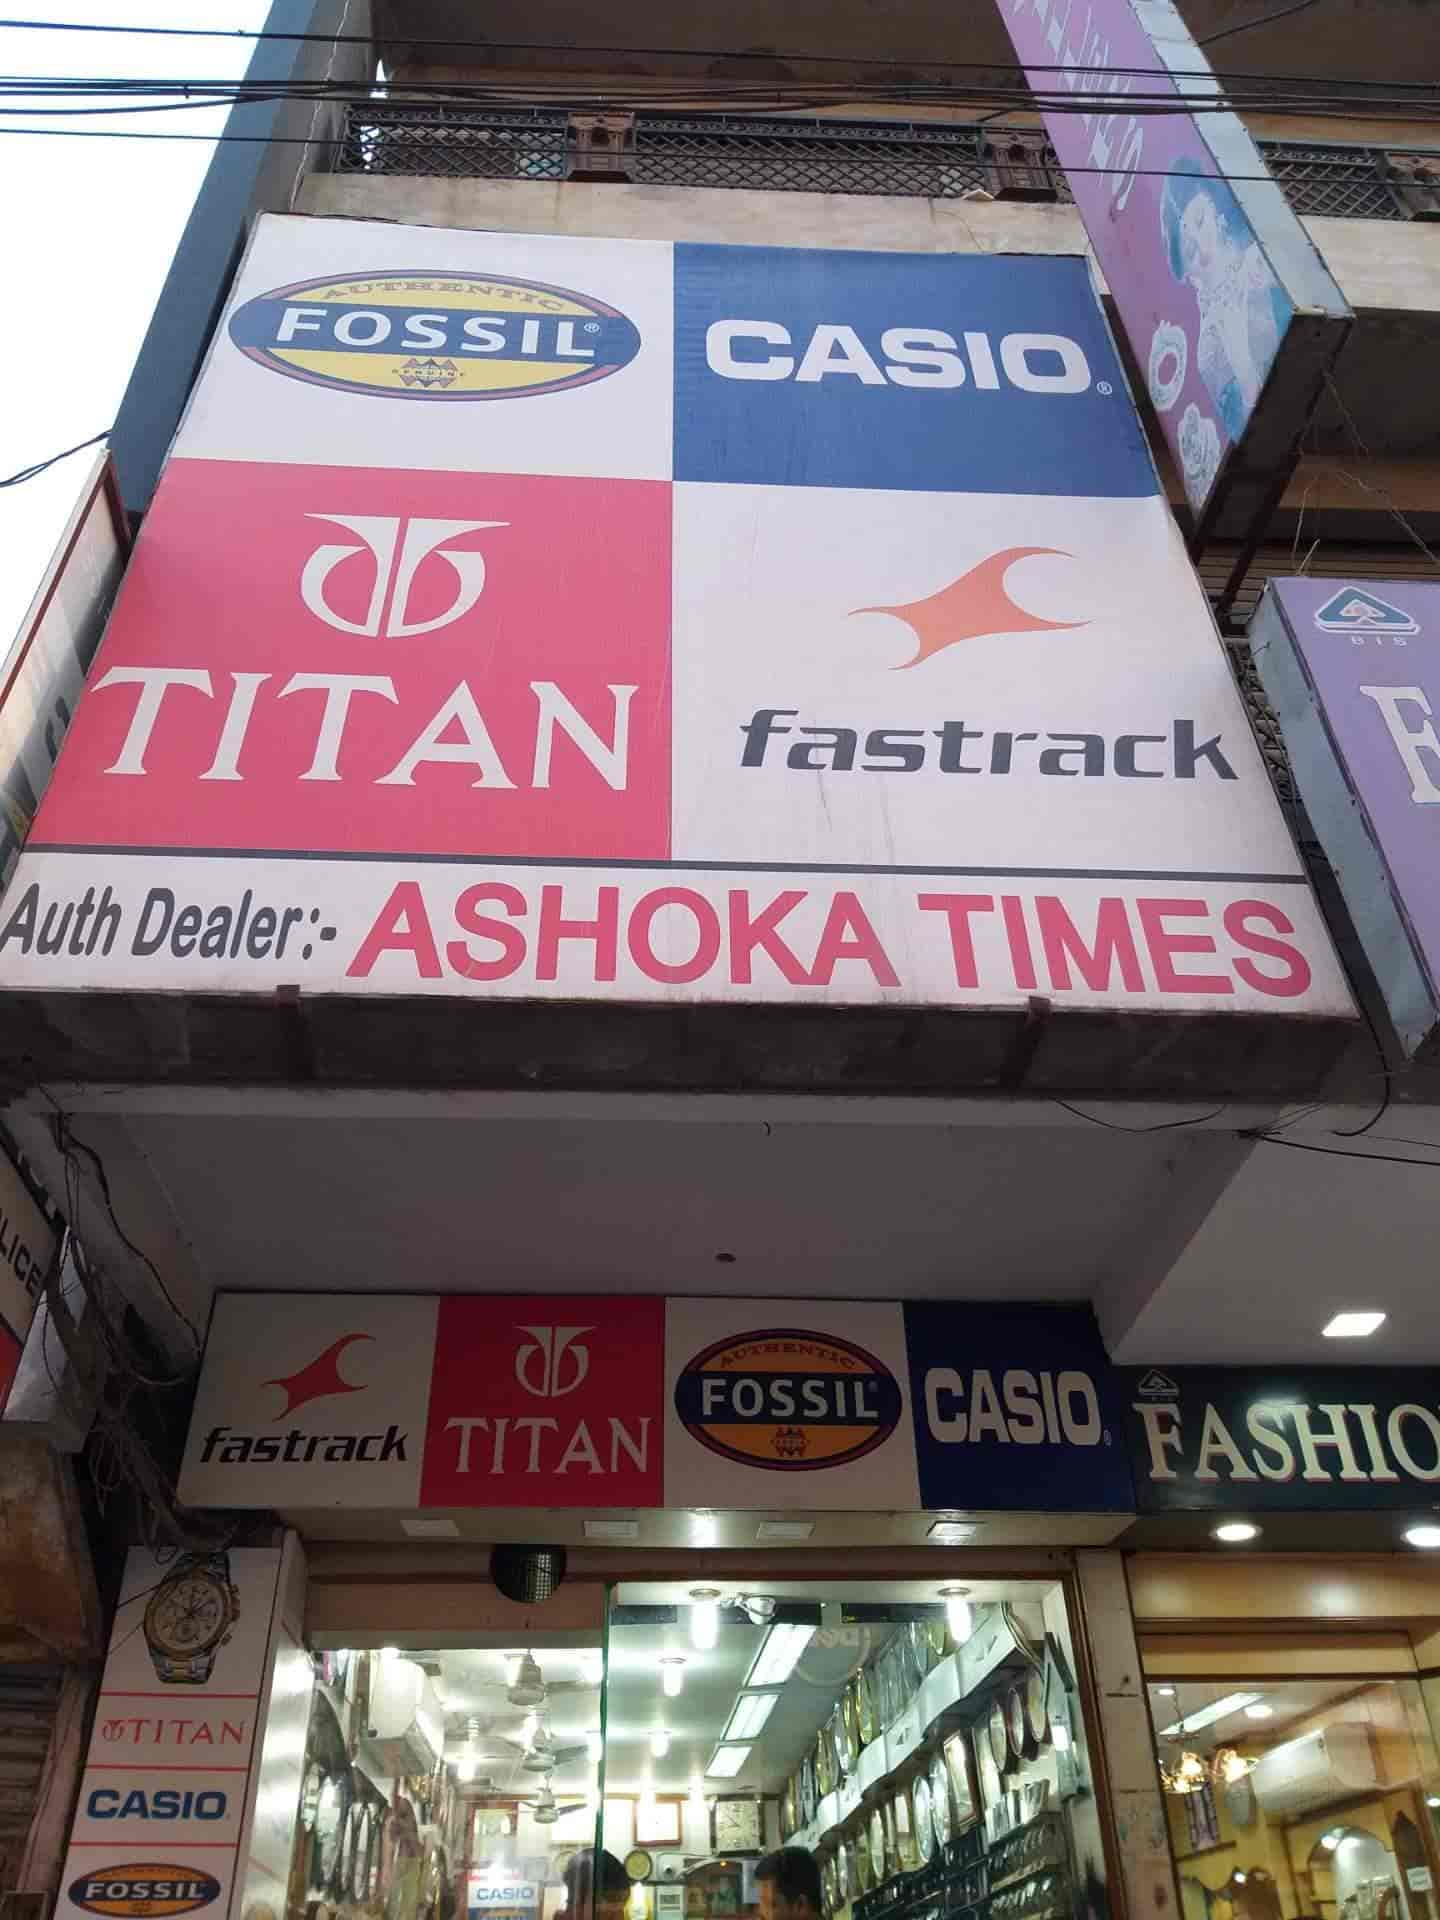 AUTHENTIC
FOSSIL®
CASIO®
TITAN
fastrack
Auth Dealer:- ASHOKA TIMES
BIS
fastrack
TITAN
AUTHENTIC
FOSSIL®
CASIO®
TITAN
CASIO
FOSSIL
CASIO